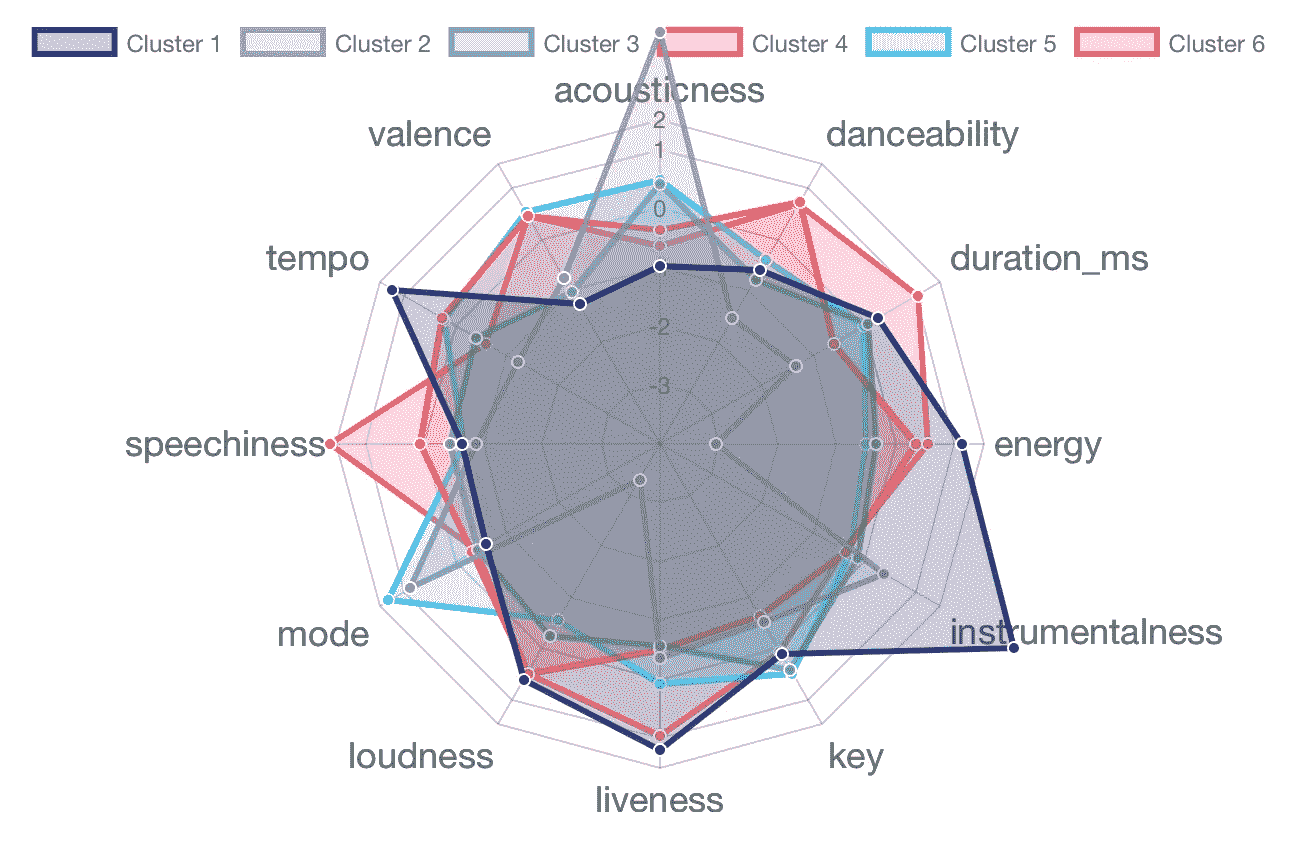 Cluster 1 Cluster 2 Cluster 3 Cluster 4 Cluster 5 Cluster 6
acousticness
2
valence danceability
1
0
tempo duration_ms
-2
-3
speechiness energy
mode instrumentalness
loudness key
liveness